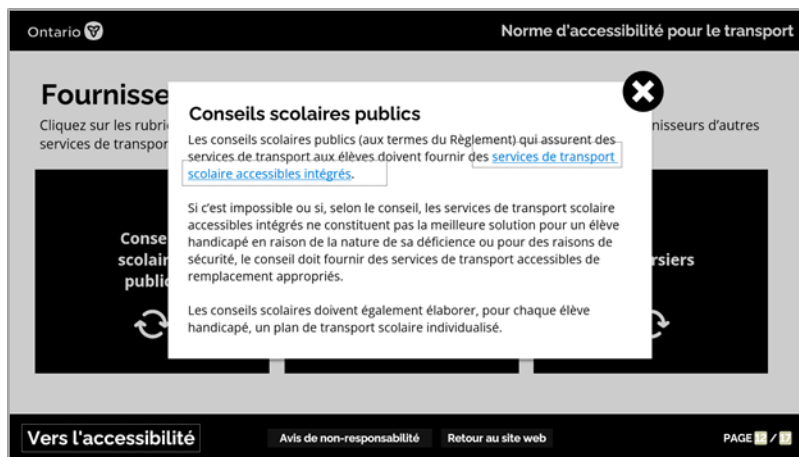 Ontario
Norme d'accessibilité pour le transport
Fournisse
Cliquez sur les rubri
nisseurs d'autres
services de transpor
Conseils scolaires publics
Les conseils scolaires publics (aux termes du Règlement) qui assurent des
services de transport aux élèves doivent fournir des services de transport
scolaire accessibles intégrés.
Si c'est impossible ou si, selon le conseil, les services de transport scolaire
accessibles intégrés ne constituent pas la meilleure solution pour un élève
handicapé en raison de la nature de sa déficience ou pour des raisons de
sécurité, le conseil doit fournir des services de transport accessibles de
remplacement appropriés.
Les conseils scolaires doivent également élaborer, pour chaque élève
handicapé, un plan de transport scolaire individualisé.
Conse
scolair
public
rsiers
Vers l'accessibilité
Avis de non-responsabilité
Retour au site web
PAGE 12 / 17